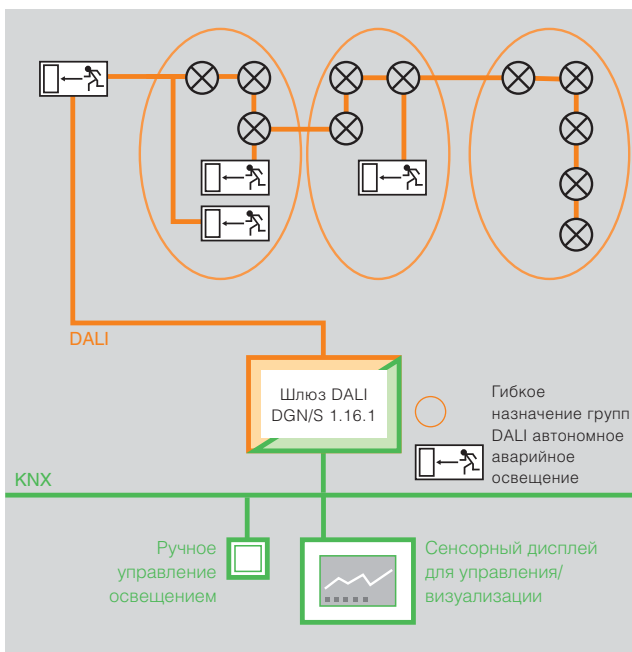 DALI
Шлюз DALI
DGN/S 1.16.1
Гибкое
назначение групп
DALI автономное
аварийное
освещение
KNX
Ручное
управление
освещением
Сенсорный дисплей
для управления/
визуализации